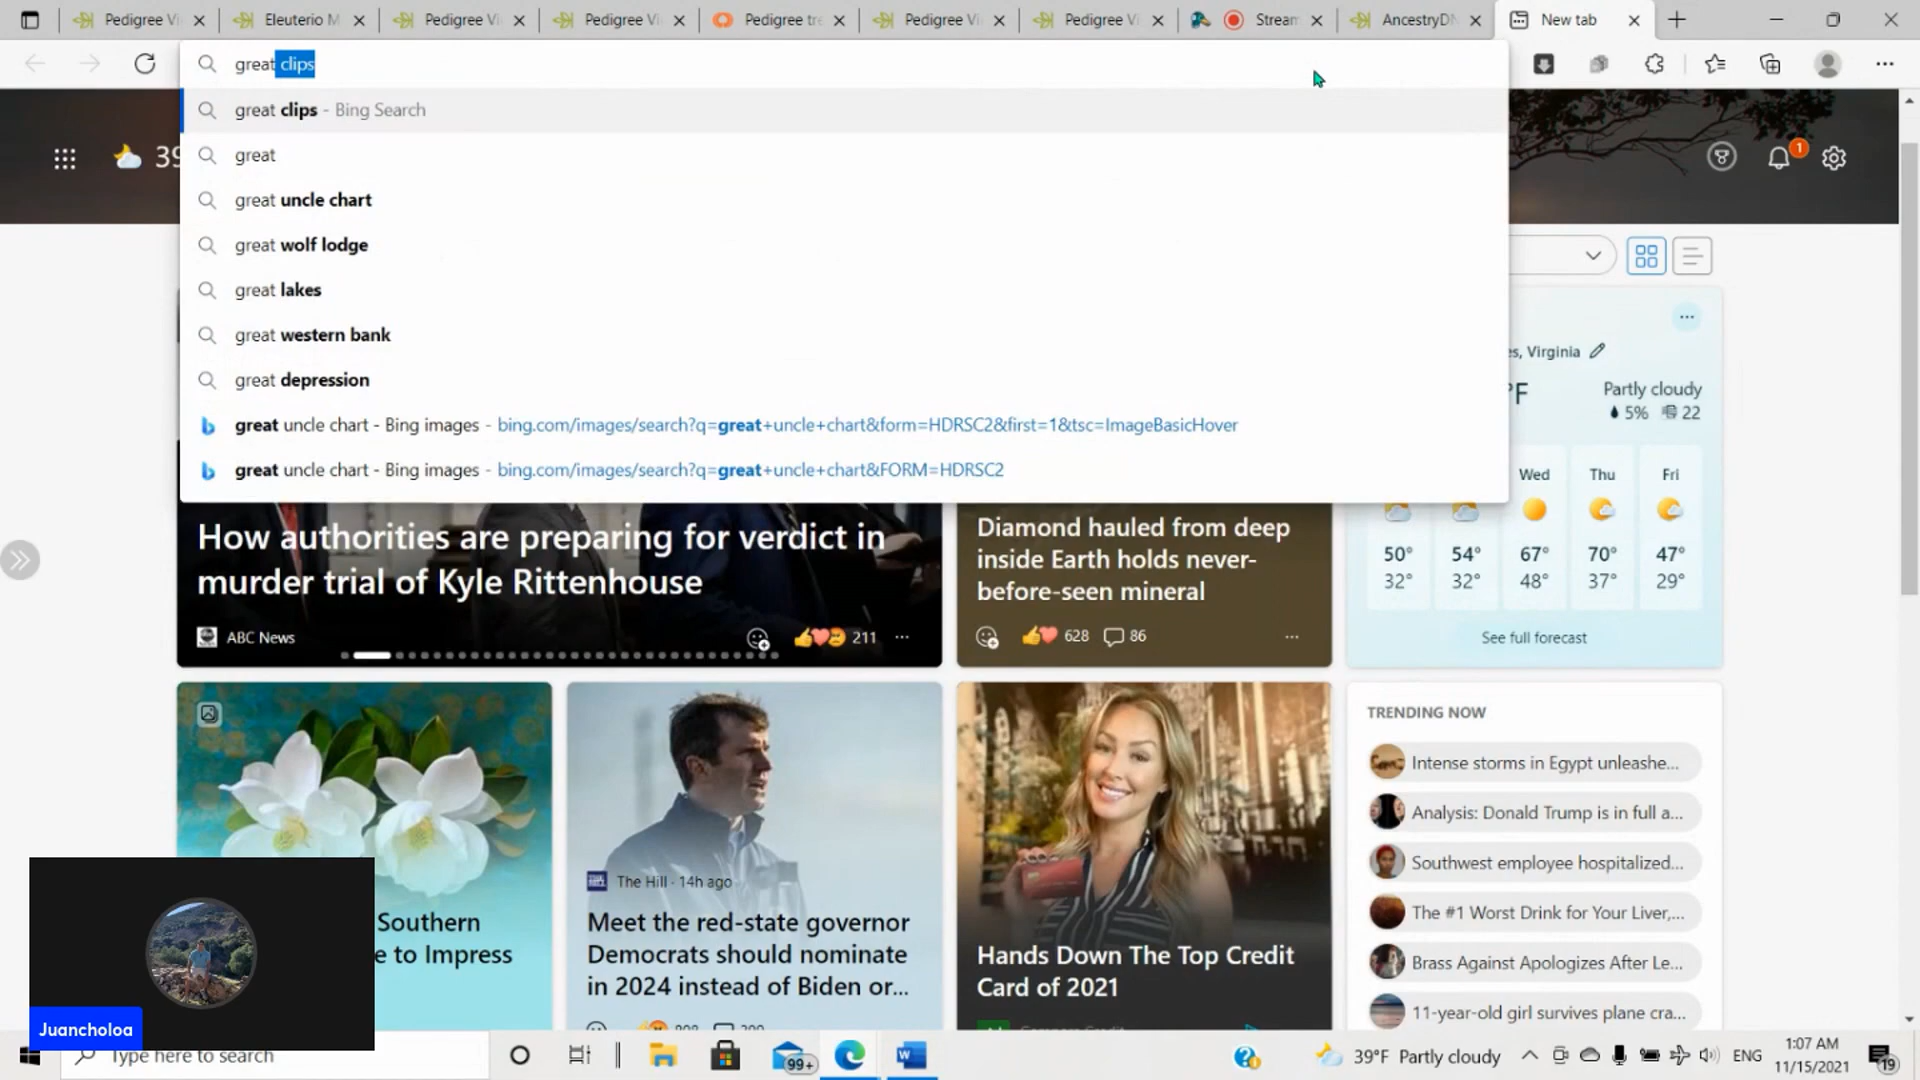 Pedigree Vi
Eleuterio M
Pedigree Vi
Pedigree Vi
Pedigree tre
Pedigree Vi
Pedigree Vi
Stream
AncestryDN
New tab
great clips
great clips - Bing Search
great
great uncle chart
great wolf lodge
great lakes
great western bank
great depression
great uncle chart - Bing images - bing.com/images/search?q=great+uncle+chart&form=HDRSC2&first=1&tsc=ImageBasicHover
great uncle chart - Bing images - bing.com/images/search?q=great+uncle+chart&FORM=HDRSC2
39
1
es, Virginia
°F
Partly cloudy
5% 22
Wed Thu Fri
50° 54° 67° 70° 47°
32° 32° 48° 37° 29°
See full forecast
How authorities are preparing for verdict in
murder trial of Kyle Rittenhouse
ABC News
211
Diamond hauled from deep
inside Earth holds never-
before-seen mineral
628 86
Southern
e to Impress
The Hill · 14h ago
Meet the red-state governor
Democrats should nominate
in 2024 instead of Biden or...
Hands Down The Top Credit
Card of 2021
TRENDING NOW
Intense storms in Egypt unleashe...
Analysis: Donald Trump is in full a...
Southwest employee hospitalized...
The #1 Worst Drink for Your Liver,...
Brass Against Apologizes After Le...
11-year-old girl survives plane cra...
Juancholoa
Type here to search
99+
39°F Partly cloudy
ENG
1:07 AM
11/15/2021
19